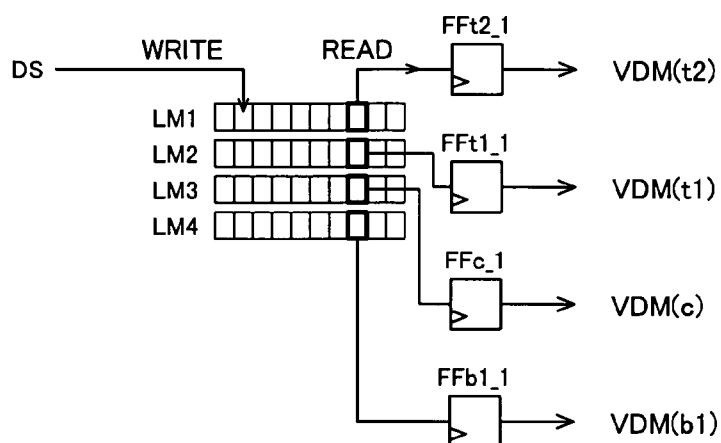 FFt2_1
WRITE READ
DS VDM(t2)
LM1
FFt1_1
LM2
LM3 VDM(t1)
LM4
FFc_1
VDM(c)
FFb1_1
VDM(b1)